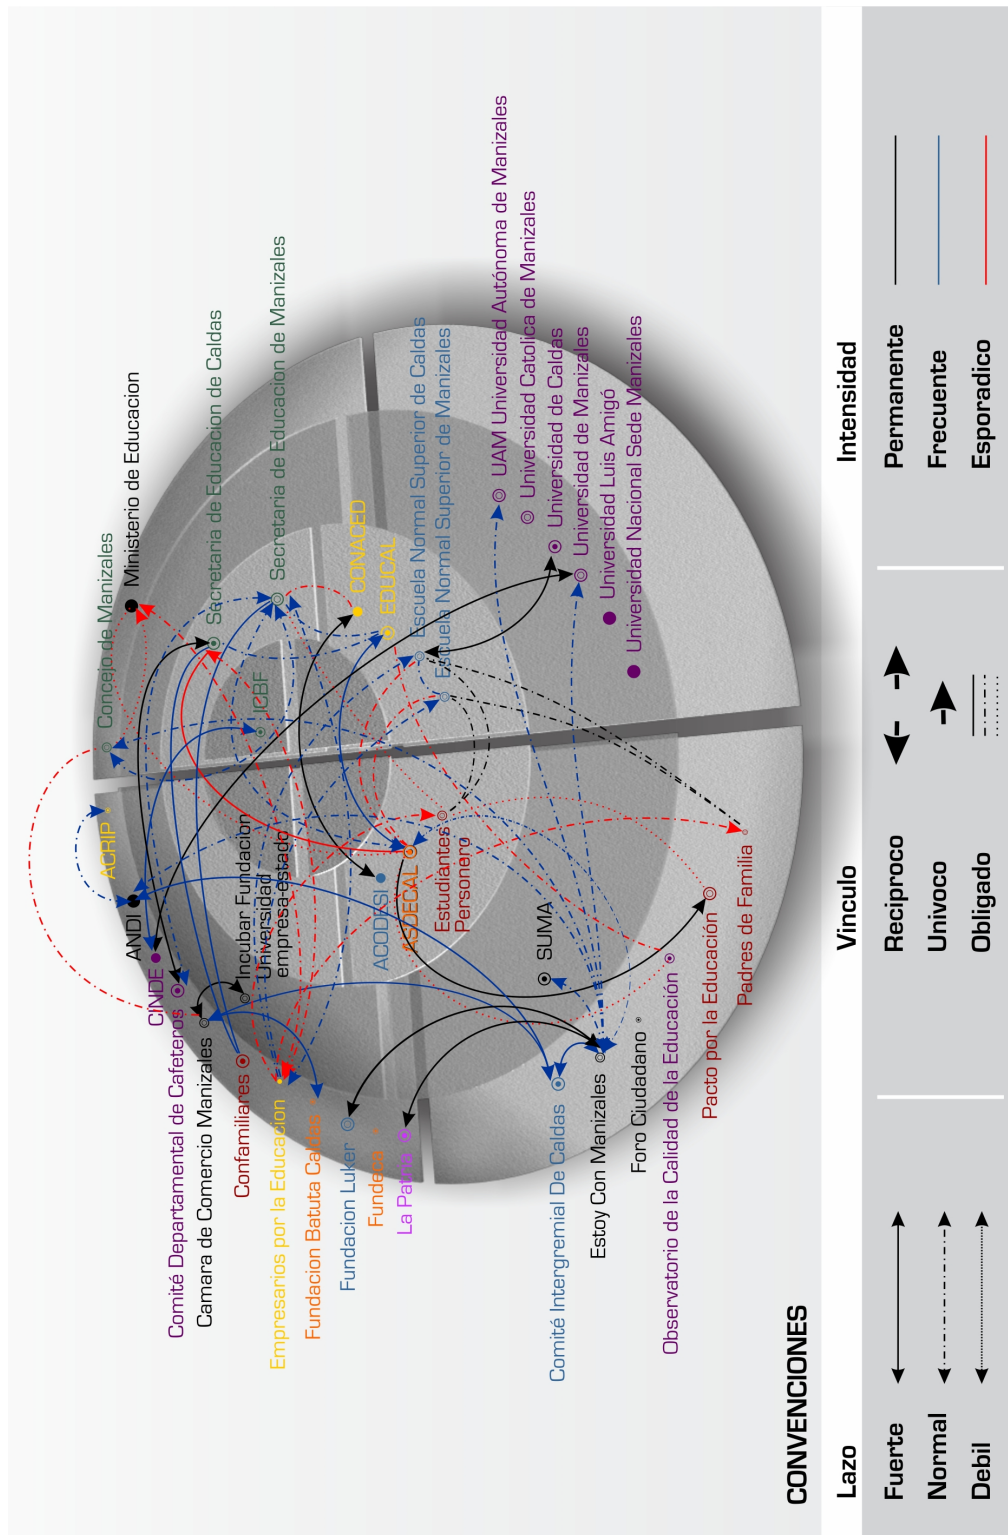 Concejo de Manizales
Ministerio de Educacion
Secretaria de Educacion de Caldas
Secretaria de Educacion de Manizales
ICBF
CONACED
EDUCAL
Escuela Normal Superior de Caldas
Escuela Normal Superior de Manizales
UAM Universidad Autónoma de Manizales
Universidad Catolica de Manizales
Universidad de Caldas
Universidad de Manizales
Universidad Luis Amigó
Universidad Nacional Sede Manizales
ACRIP
ANDI
CINDE
Comité Departamental de Cafeteros
Camara de Comercio Manizales
Incubar Fundacion
Universidad
empresa-estado
Confamiliares
Empresarios por la Educacion
Fundacion Batuta Caldas
Fundacion Luker
Fundeca
La Patria
ACODESI
ASDECAL
Estudiantes
Personero
SUMA
Comité Intergremial De Caldas
Estoy Con Manizales
Foro Ciudadano
Observatorio de la Calidad de la Educación
Pacto por la Educación
Padres de Familia
CONVENCIONES
Lazo
Fuerte
Normal
Debil
Vinculo
Reciproco
Univoco
Obligado
Intensidad
Permanente
Frecuente
Esporadico